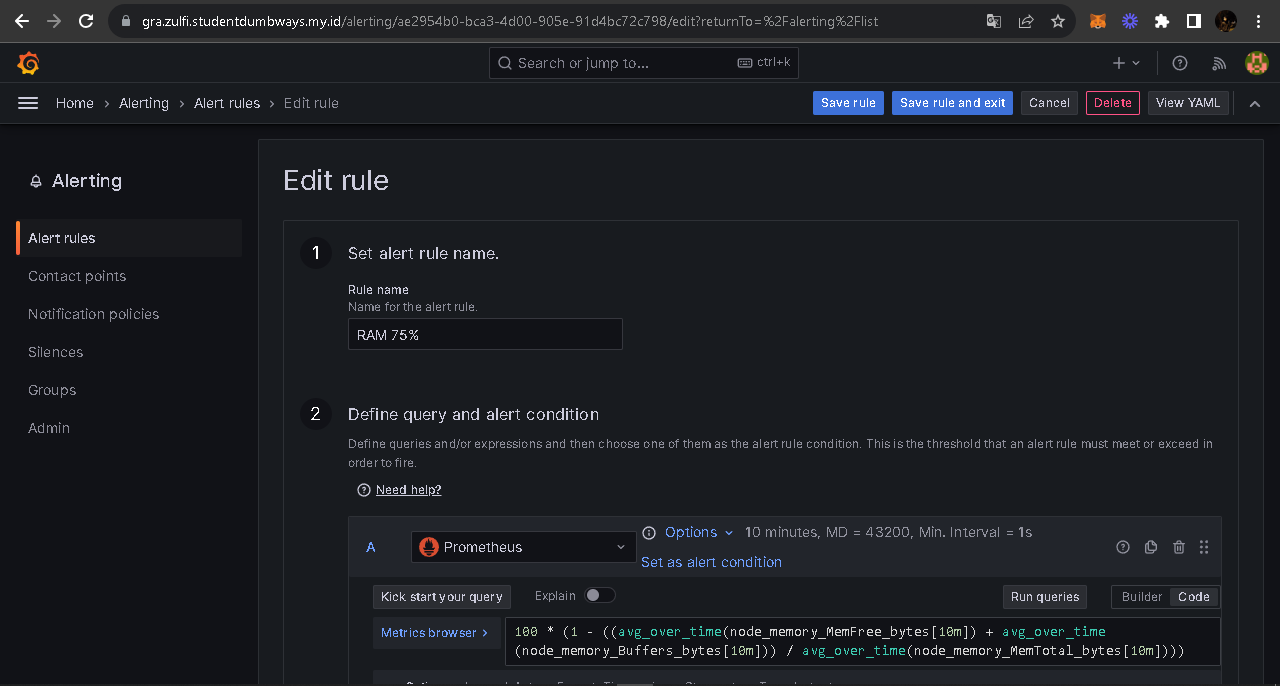 gra.zulfi.studentdumbways.my.id/alerting/ae2954b0-bca3-4d00-905e-91d4bc72c798/edit?returnTo=%2Falerting%2Flist
Search or jump to... ctrl+k
Home > Alerting > Alert rules > Edit rule Save rule Save rule and exit Cancel Delete View YAML
Alerting
Alert rules
Contact points
Notification policies
Silences
Groups
Admin
Edit rule
1 Set alert rule name.
Rule name
Name for the alert rule.
RAM 75%
2 Define query and alert condition
Define queries and/or expressions and then choose one of them as the alert rule condition. This is the threshold that an alert rule must meet or exceed in
order to fire.
Need help?
A Prometheus Options 10 minutes, MD = 43200, Min. Interval = 1s
Set as alert condition
Kick start your query Explain Run queries Builder Code
Metrics browser > 100 * (1 - ((avg_over_time(node_memory_MemFree_bytes[10m]) + avg_over_time
(node_memory_Buffers_bytes[10m])) / avg_over_time(node_memory_MemTotal_bytes[10m])))